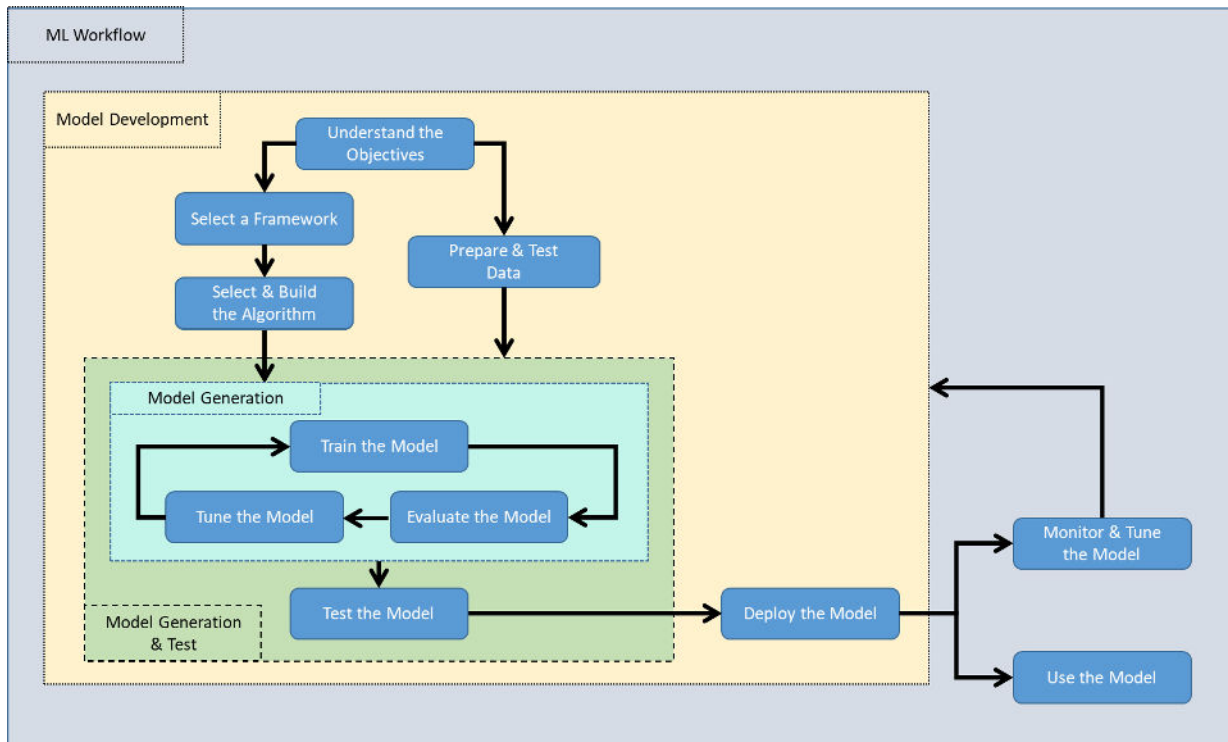 ML Workflow
Model Development
Understand the
Objectives
Select a Framework
Prepare & Test
Data
Select & Build
the Algorithm
Model Generation
Train the Model
Tune the Model
Evaluate the Model
Monitor & Tune
the Model
Test the Model
Deploy the Model
Model Generation
& Test
Use the Model